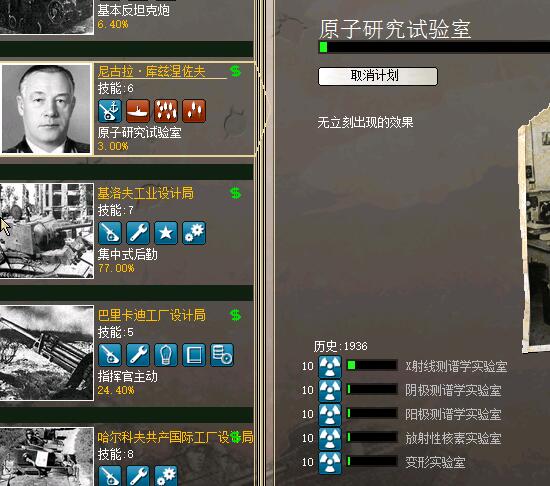 基本反坦克炮
6.40%
尼古拉·库兹涅佐夫
$
技能:6
原子研究试验室
3.00%
基洛夫工业设计局
$
技能:7
集中式后勤
77.00%
巴里卡迪工厂设计局
$
技能:5
指挥官主动
24.40%
哈尔科夫共产国际工厂设计局
$
技能:8
原子研究试验室
取消计划
无立刻出现的效果
历史:1936
10 X射线测谱学实验室
10 阴极测谱学实验室
10 阳极测谱学实验室
10 放射性核素实验室
10 变形实验室